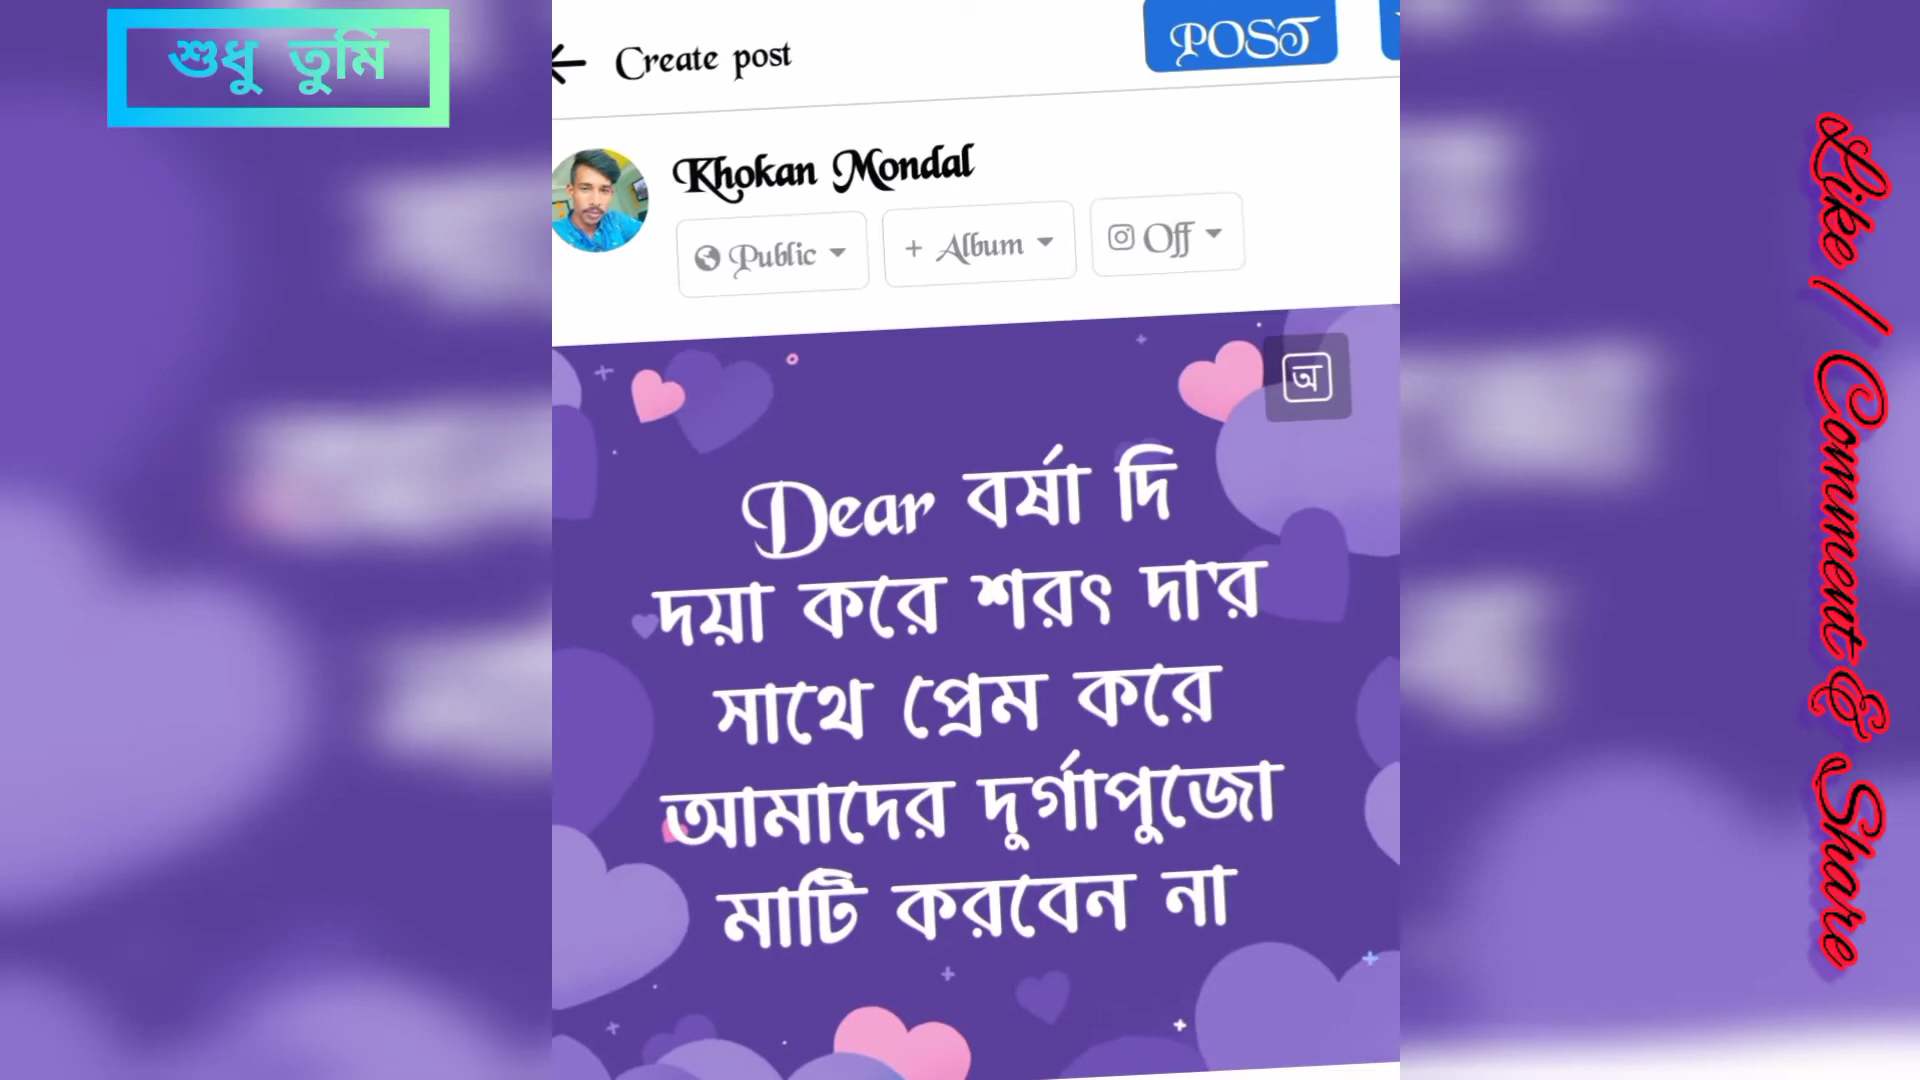 শুধু তুমি
Create post
POST
Khokan Mondal
Public
+ Album
Off
অ
Dear বর্ষা দি
দয়া করে শরৎ দা'র
সাথে প্রেম করে
আমাদের দুর্গাপুজো
মাটি করবেন না
Like / Comment & Share